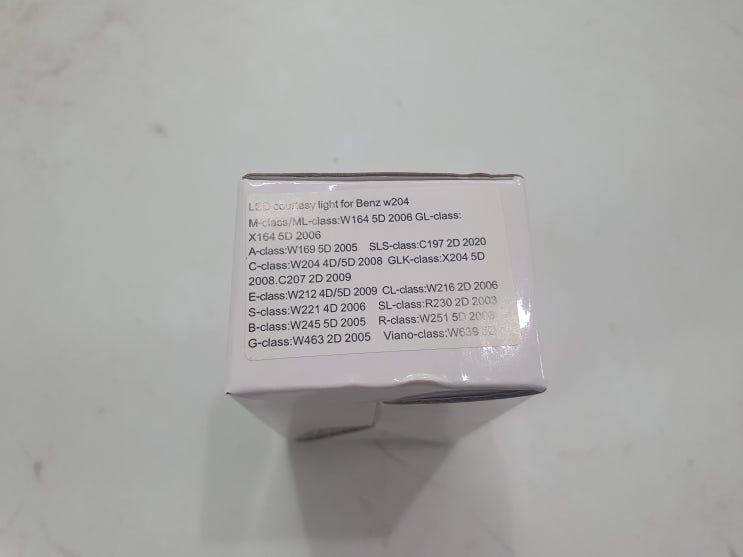 LED courtesy light for Benz w204
M-class/ML-class:W164 5D 2006 GL-class:
X164 5D 2006
A-class:W169 5D 2005 SLS-class:C197 2D 2020
C-class:W204 4D/5D 2008 GLK-class:X204 5D
2008.C207 2D 2009
E-class:W212 4D/5D 2009 CL-class:W216 2D 2006
S-class:W221 4D 2006 SL-class:R230 2D 2003
B-class:W245 5D 2005 R-class:W251 5D 2003
G-class:W463 2D 2005 Viano-class:W639